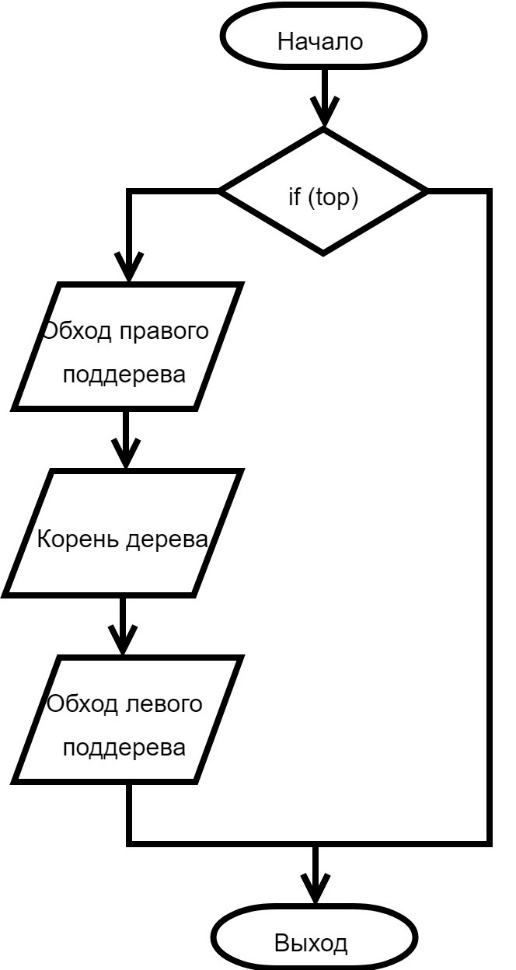 Начало
if (top)
Обход правого
поддерева
Корень дерева
Обход левого
поддерева
Выход